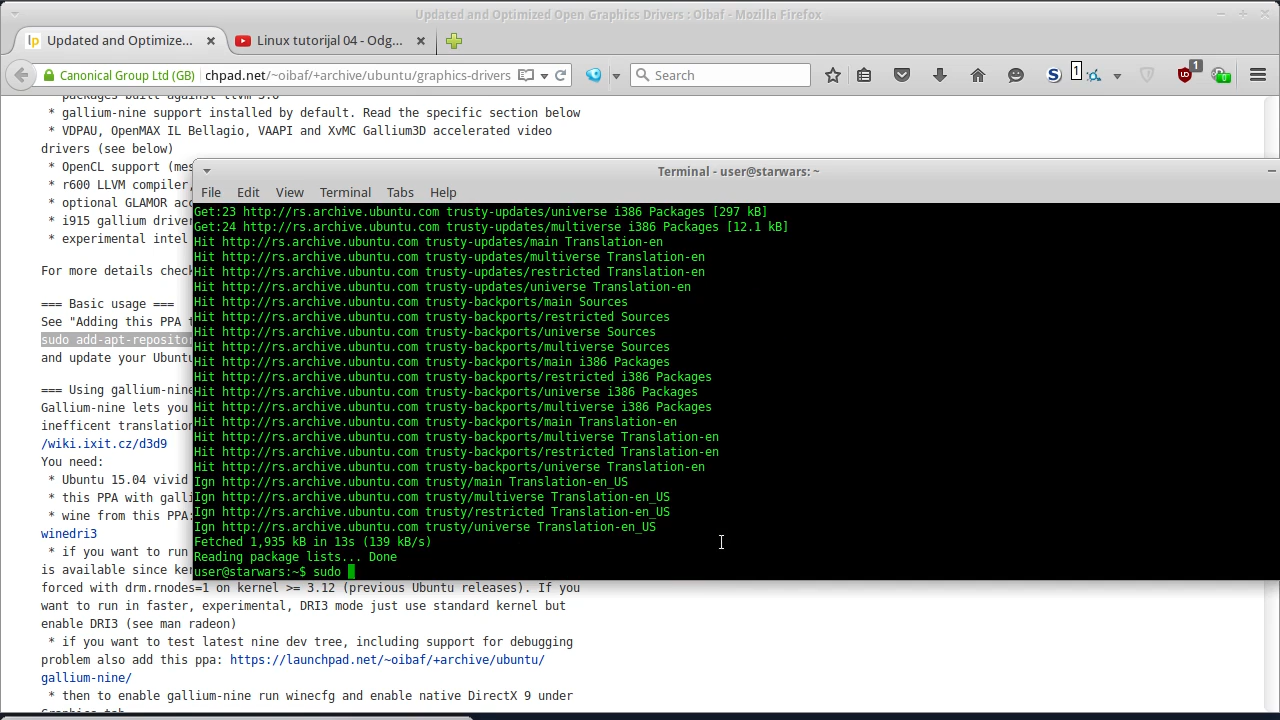 Updated and Optimized Open Graphics Drivers : Oibaf - Mozilla Firefox
lp Updated and Optimize...
Linux tutorijal 04 - Odg...
Canonical Group Ltd (GB)
chpad.net/~oibaf/+archive/ubuntu/graphics-drivers
Search
1
1
0
packages built against llvm 3.6
* gallium-nine support installed by default. Read the specific section below
* VDPAU, OpenMAX IL Bellagio, VAAPI and XvMC Gallium3D accelerated video
drivers (see below)
* OpenCL support (mes
* r600 LLVM compiler,
* optional GLAMOR acc
* i915 gallium driver
* experimental intel
For more details check
=== Basic usage ===
See "Adding this PPA t
sudo add-apt-repositor
and update your Ubuntu
=== Using gallium-nine
Gallium-nine lets you
inefficent translation
/wiki.ixit.cz/d3d9
You need:
* Ubuntu 15.04 vivid
* this PPA with galli
* wine from this PPA:
winedri3
* if you want to run
is available since ker
forced with drm.rnodes=1 on kernel >= 3.12 (previous Ubuntu releases). If you
want to run in faster, experimental, DRI3 mode just use standard kernel but
enable DRI3 (see man radeon)
* if you want to test latest nine dev tree, including support for debugging
problem also add this ppa: https://launchpad.net/~oibaf/+archive/ubuntu/
gallium-nine/
* then to enable gallium-nine run winecfg and enable native DirectX 9 under
Graphics tab
Terminal - user@starwars: ~
File Edit View Terminal Tabs Help
Get:23 http://rs.archive.ubuntu.com trusty-updates/universe i386 Packages [297 kB]
Get:24 http://rs.archive.ubuntu.com trusty-updates/multiverse i386 Packages [12.1 kB]
Hit http://rs.archive.ubuntu.com trusty-updates/main Translation-en
Hit http://rs.archive.ubuntu.com trusty-updates/multiverse Translation-en
Hit http://rs.archive.ubuntu.com trusty-updates/restricted Translation-en
Hit http://rs.archive.ubuntu.com trusty-updates/universe Translation-en
Hit http://rs.archive.ubuntu.com trusty-backports/main Sources
Hit http://rs.archive.ubuntu.com trusty-backports/restricted Sources
Hit http://rs.archive.ubuntu.com trusty-backports/universe Sources
Hit http://rs.archive.ubuntu.com trusty-backports/multiverse Sources
Hit http://rs.archive.ubuntu.com trusty-backports/main i386 Packages
Hit http://rs.archive.ubuntu.com trusty-backports/restricted i386 Packages
Hit http://rs.archive.ubuntu.com trusty-backports/universe i386 Packages
Hit http://rs.archive.ubuntu.com trusty-backports/multiverse i386 Packages
Hit http://rs.archive.ubuntu.com trusty-backports/main Translation-en
Hit http://rs.archive.ubuntu.com trusty-backports/multiverse Translation-en
Hit http://rs.archive.ubuntu.com trusty-backports/restricted Translation-en
Hit http://rs.archive.ubuntu.com trusty-backports/universe Translation-en
Ign http://rs.archive.ubuntu.com trusty/main Translation-en_US
Ign http://rs.archive.ubuntu.com trusty/multiverse Translation-en_US
Ign http://rs.archive.ubuntu.com trusty/restricted Translation-en_US
Ign http://rs.archive.ubuntu.com trusty/universe Translation-en_US
Fetched 1,935 kB in 13s (139 kB/s)
Reading package lists... Done
user@starwars:~$ sudo